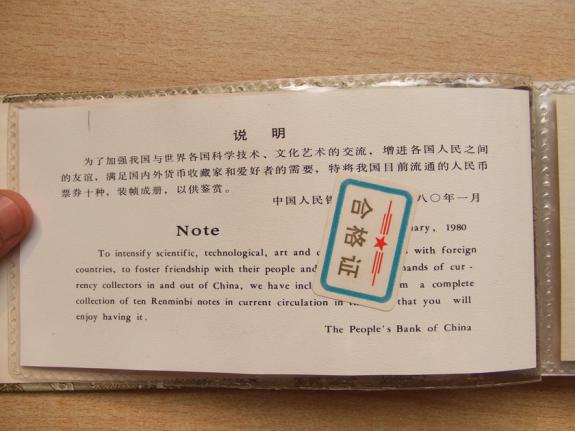 说 明
为了加强我国与世界各国科学技术、文化艺术的交流，增进各国人民之间
的友谊，满足国内外货币收藏家和爱好者的需要，特将我国目前流通的人民币
票券十种，装帧成册，以供鉴赏。
中国人民 八〇年一月
合格证
Note
1980
To intensify scientific, technological, art and with foreign
countries, to foster friendship with their people and of cur-
rency collectors in and out of China, we have a complete
collection of ten Renminbi notes in current circulation in that you will
enjoy having it.
The People's Bank of China